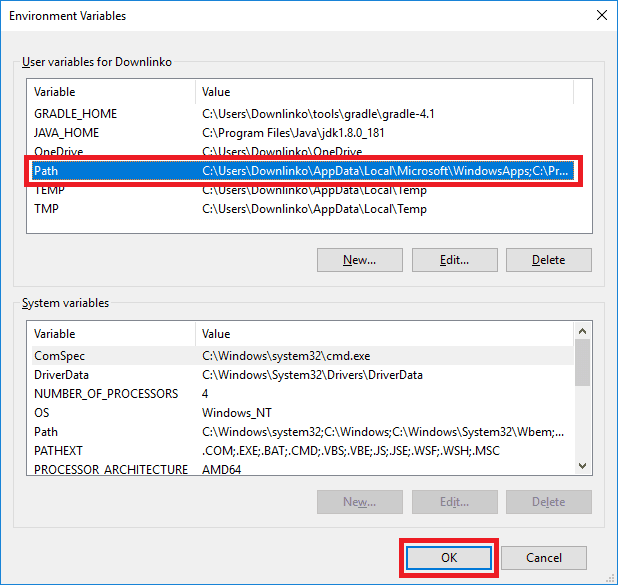 Environment Variables
User variables for Downlinko
Variable Value
GRADLE_HOME C:\Users\Downlinko\tools\gradle\gradle-4.1
JAVA_HOME C:\Program Files\Java\jdk1.8.0_181
OneDrive C:\Users\Downlinko\OneDrive
Path C:\Users\Downlinko\AppData\Local\Microsoft\WindowsApps;C:\Pr...
TEMP C:\Users\Downlinko\AppData\Local\Temp
TMP C:\Users\Downlinko\AppData\Local\Temp
New... Edit... Delete
System variables
Variable Value
ComSpec C:\Windows\system32\cmd.exe
DriverData C:\Windows\System32\Drivers\DriverData
NUMBER_OF_PROCESSORS 4
OS Windows_NT
Path C:\Windows\system32;C:\Windows;C:\Windows\System32\Wbem;...
PATHEXT .COM;.EXE;.BAT;.CMD;.VBS;.VBE;.JS;.JSE;.WSF;.WSH;.MSC
PROCESSOR_ARCHITECTURE AMD64
New... Edit... Delete
OK Cancel